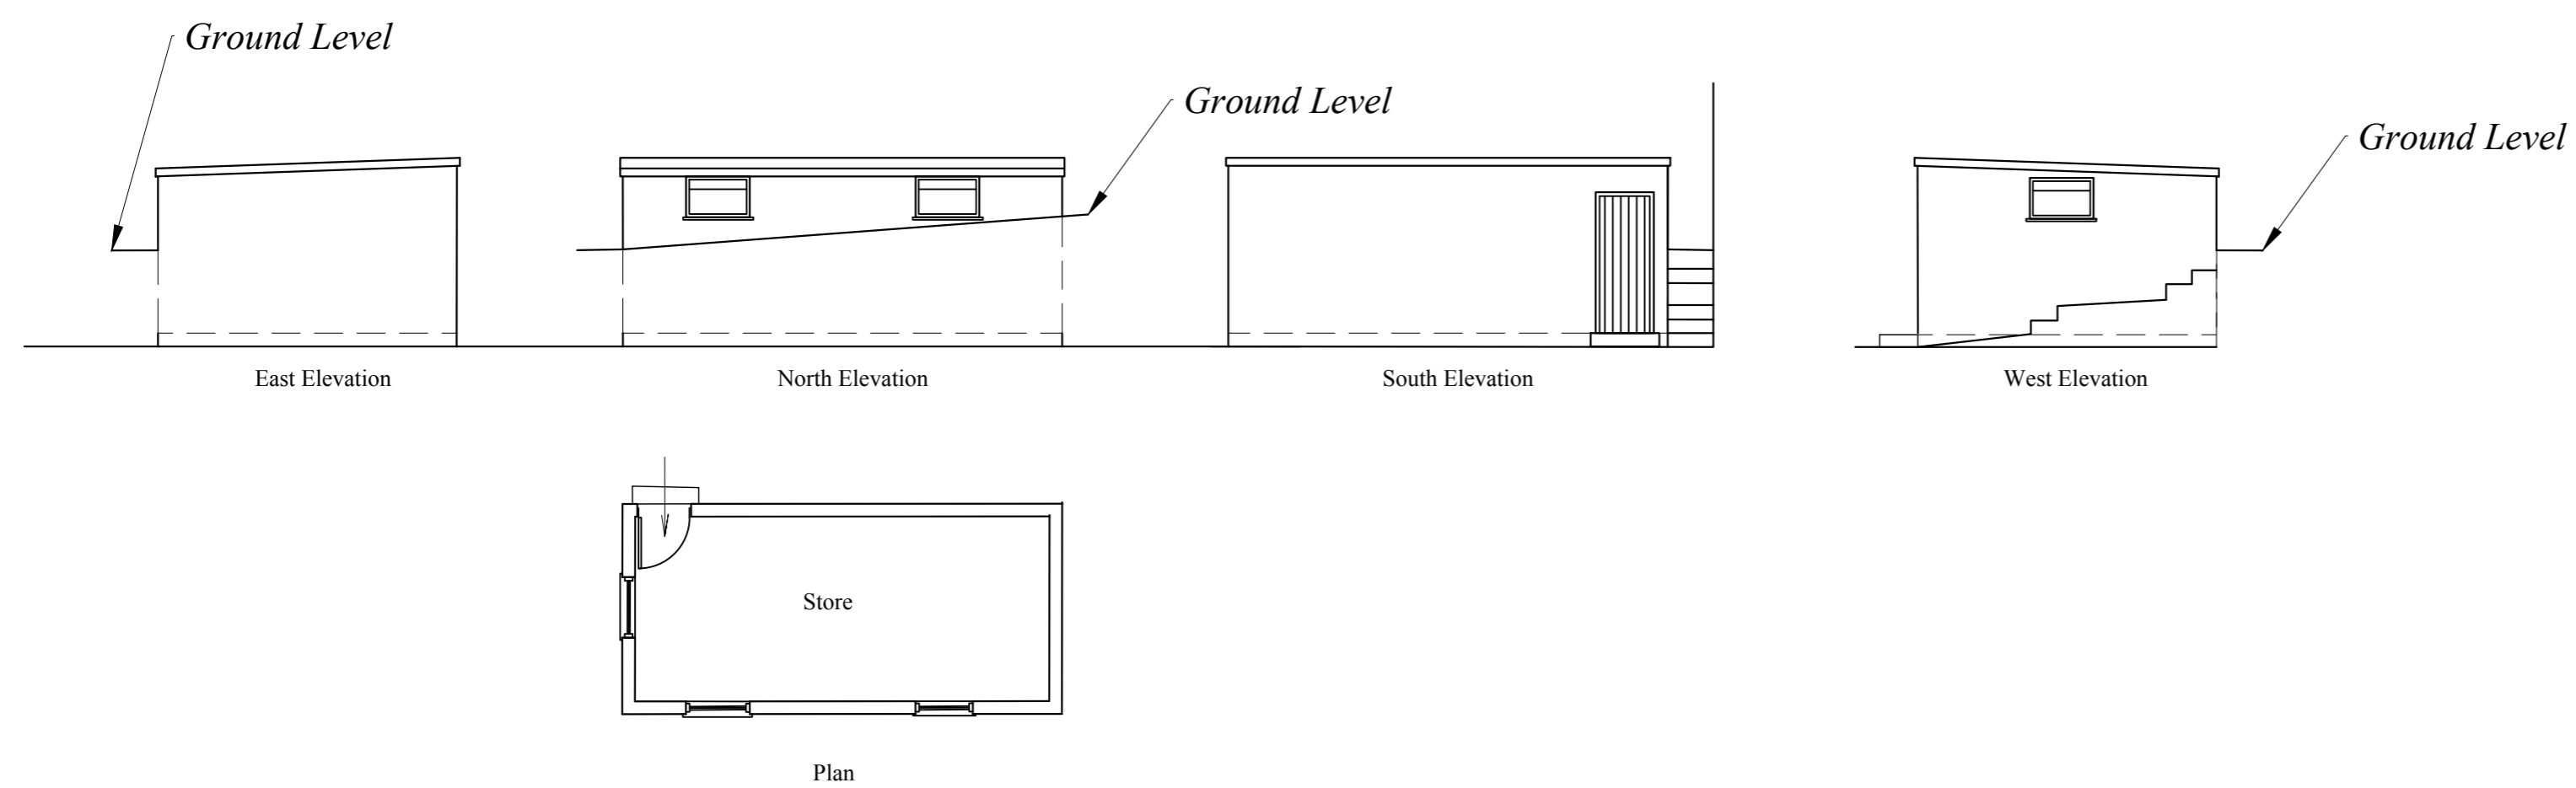 Ground Level
Ground Level
Ground Level
East Elevation
North Elevation
South Elevation
West Elevation
Store
Plan